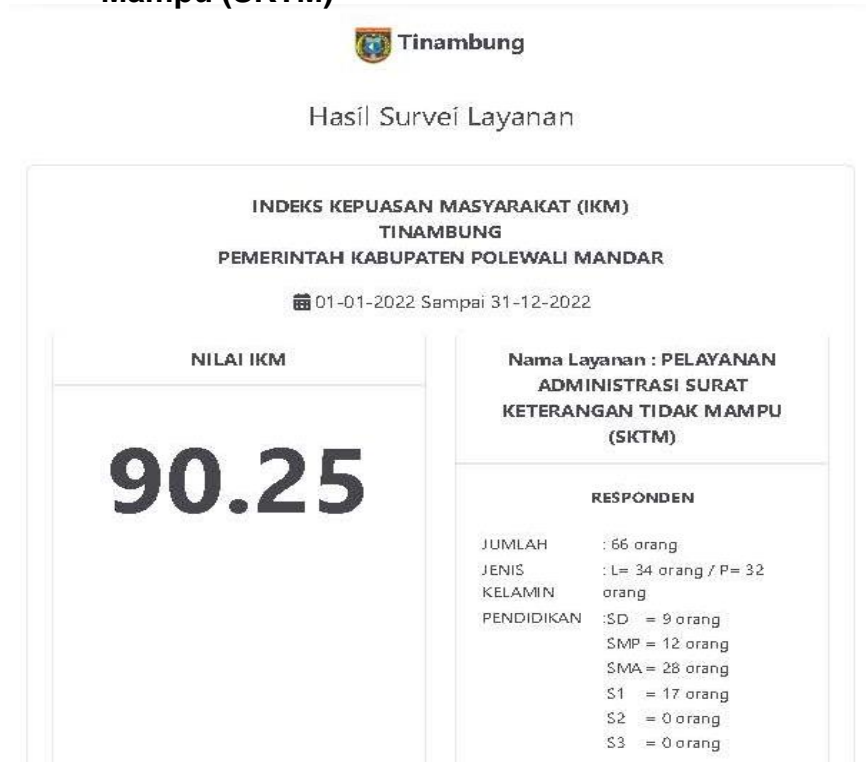 Tinambung
Hasil Survei Layanan
INDEKS KEPUASAN MASYARAKAT (IKM)
TINAMBUNG
PEMERINTAH KABUPATEN POLEWALI MANDAR
01-01-2022 Sampai 31-12-2022
NILAI IKM
90.25
Nama Layanan : PELAYANAN
ADMINISTRASI SURAT
KETERANGAN TIDAK MAMPU
(SKTM)
RESPONDEN
JUMLAH : 66 orang
JENIS : L= 34 orang / P= 32
KELAMIN orang
PENDIDIKAN :SD = 9 orang
SMP = 12 orang
SMA = 28 orang
S1 = 17 orang
S2 = 0 orang
S3 = 0 orang